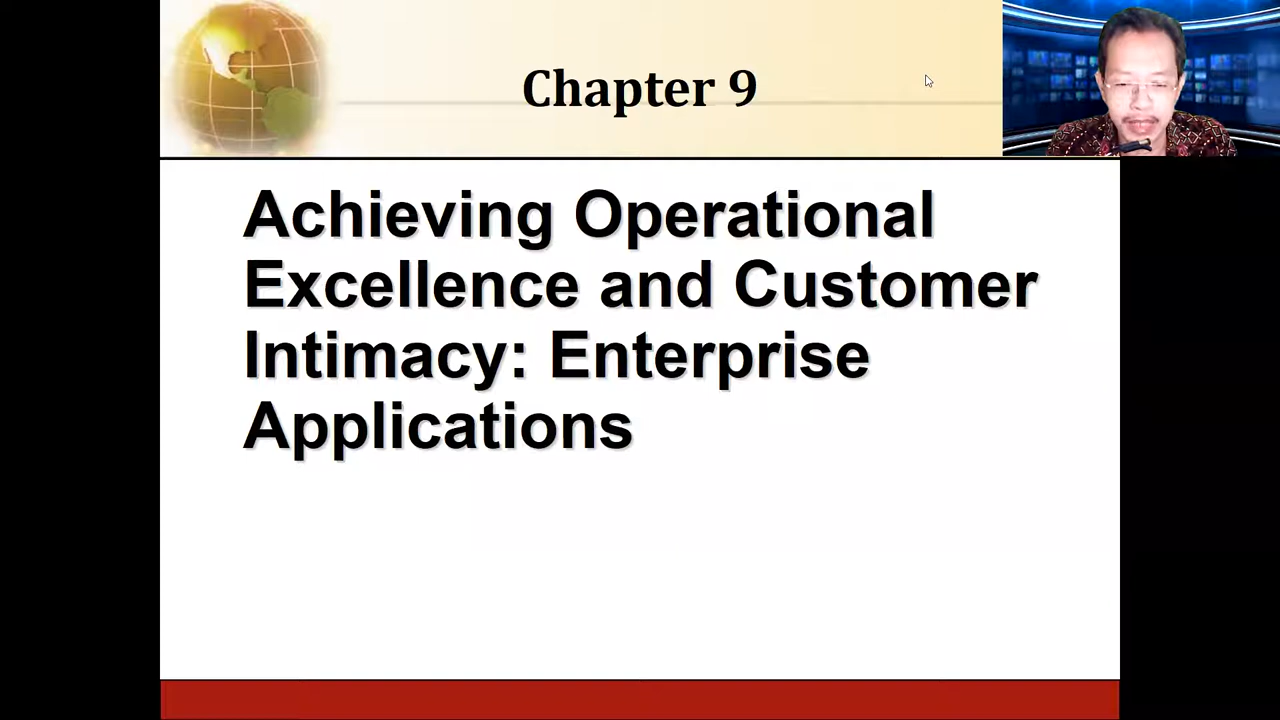 Chapter 9
Achieving Operational
Excellence and Customer
Intimacy: Enterprise
Applications